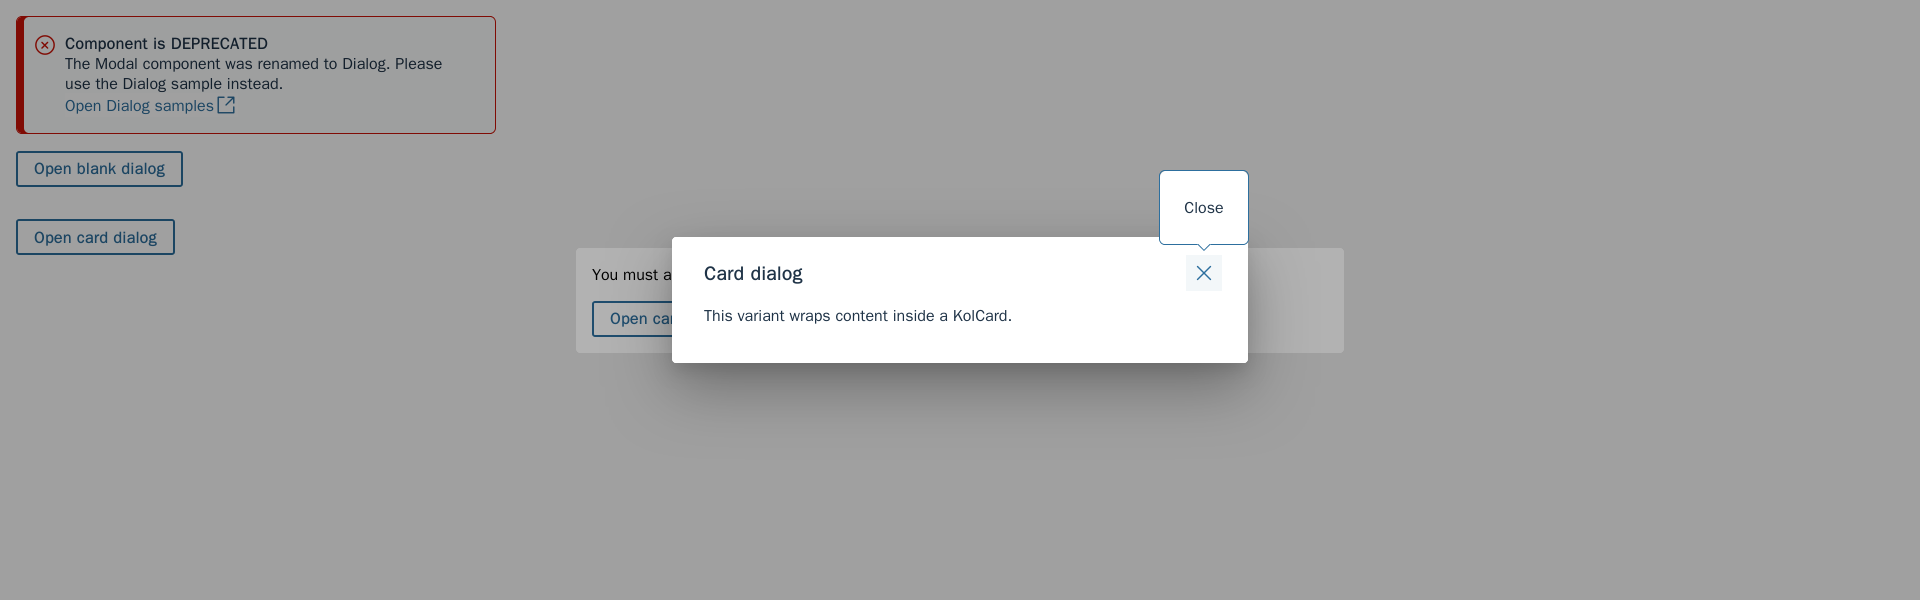 Component is DEPRECATED
The Modal component was renamed to Dialog. Please
use the Dialog sample instead.
Open Dialog samples
Open blank dialog
Open card dialog
Close
Card dialog
This variant wraps content inside a KolCard.
You must
Open